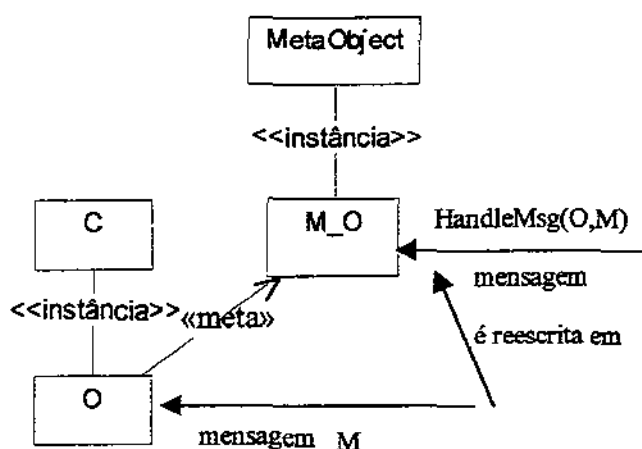 MetaObject
<<instância>>
M_O
HandleMsg(O,M)
C
mensagem
<<instância>>
«meta»
é reescrita em
O
mensagem M